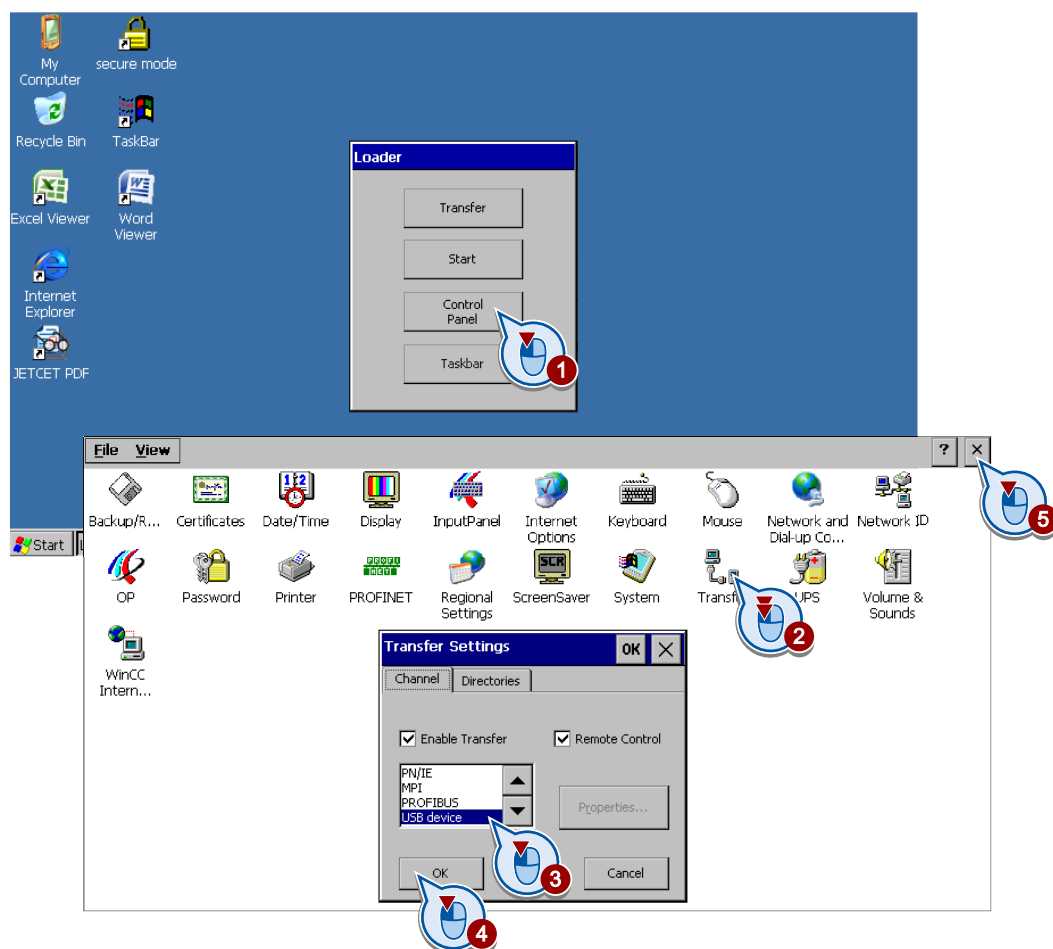 My
Computer
secure mode
Recycle Bin
TaskBar
Excel Viewer
Word
Viewer
Internet
Explorer
JETCET PDF
Loader
Transfer
Start
Control
Panel
Taskbar
1
File View
?
5
Backup/R...
Certificates
Date/Time
Display
InputPanel
Internet
Options
Keyboard
Mouse
Network and
Dial-up Co...
Network ID
Start
OP
Password
Printer
PROFINET
Regional
Settings
SCR
ScreenSaver
System
UPS
Volume &
Sounds
2
WinCC
Intern...
Transfer Settings
OK
Channel
Directories
Enable Transfer
Remote Control
PN/IE
MPI
PROFIBUS
USB device
Properties...
3
OK
Cancel
4